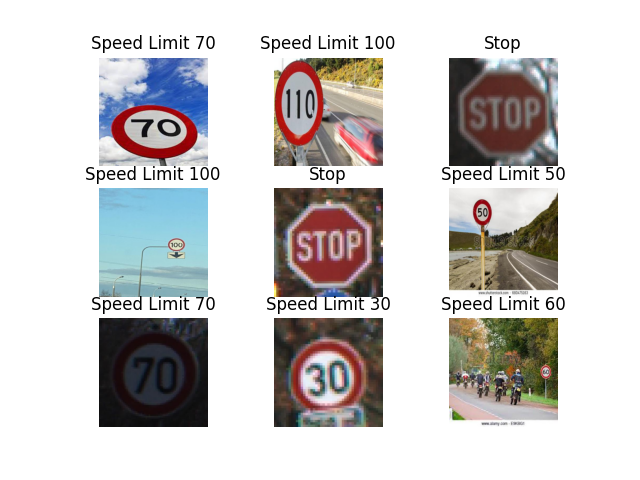 Speed Limit 70
Speed Limit 100
Stop
70
110
STOP
Speed Limit 100
Stop
Speed Limit 50
100
STOP
50
Speed Limit 70
Speed Limit 30
Speed Limit 60
70
30
60